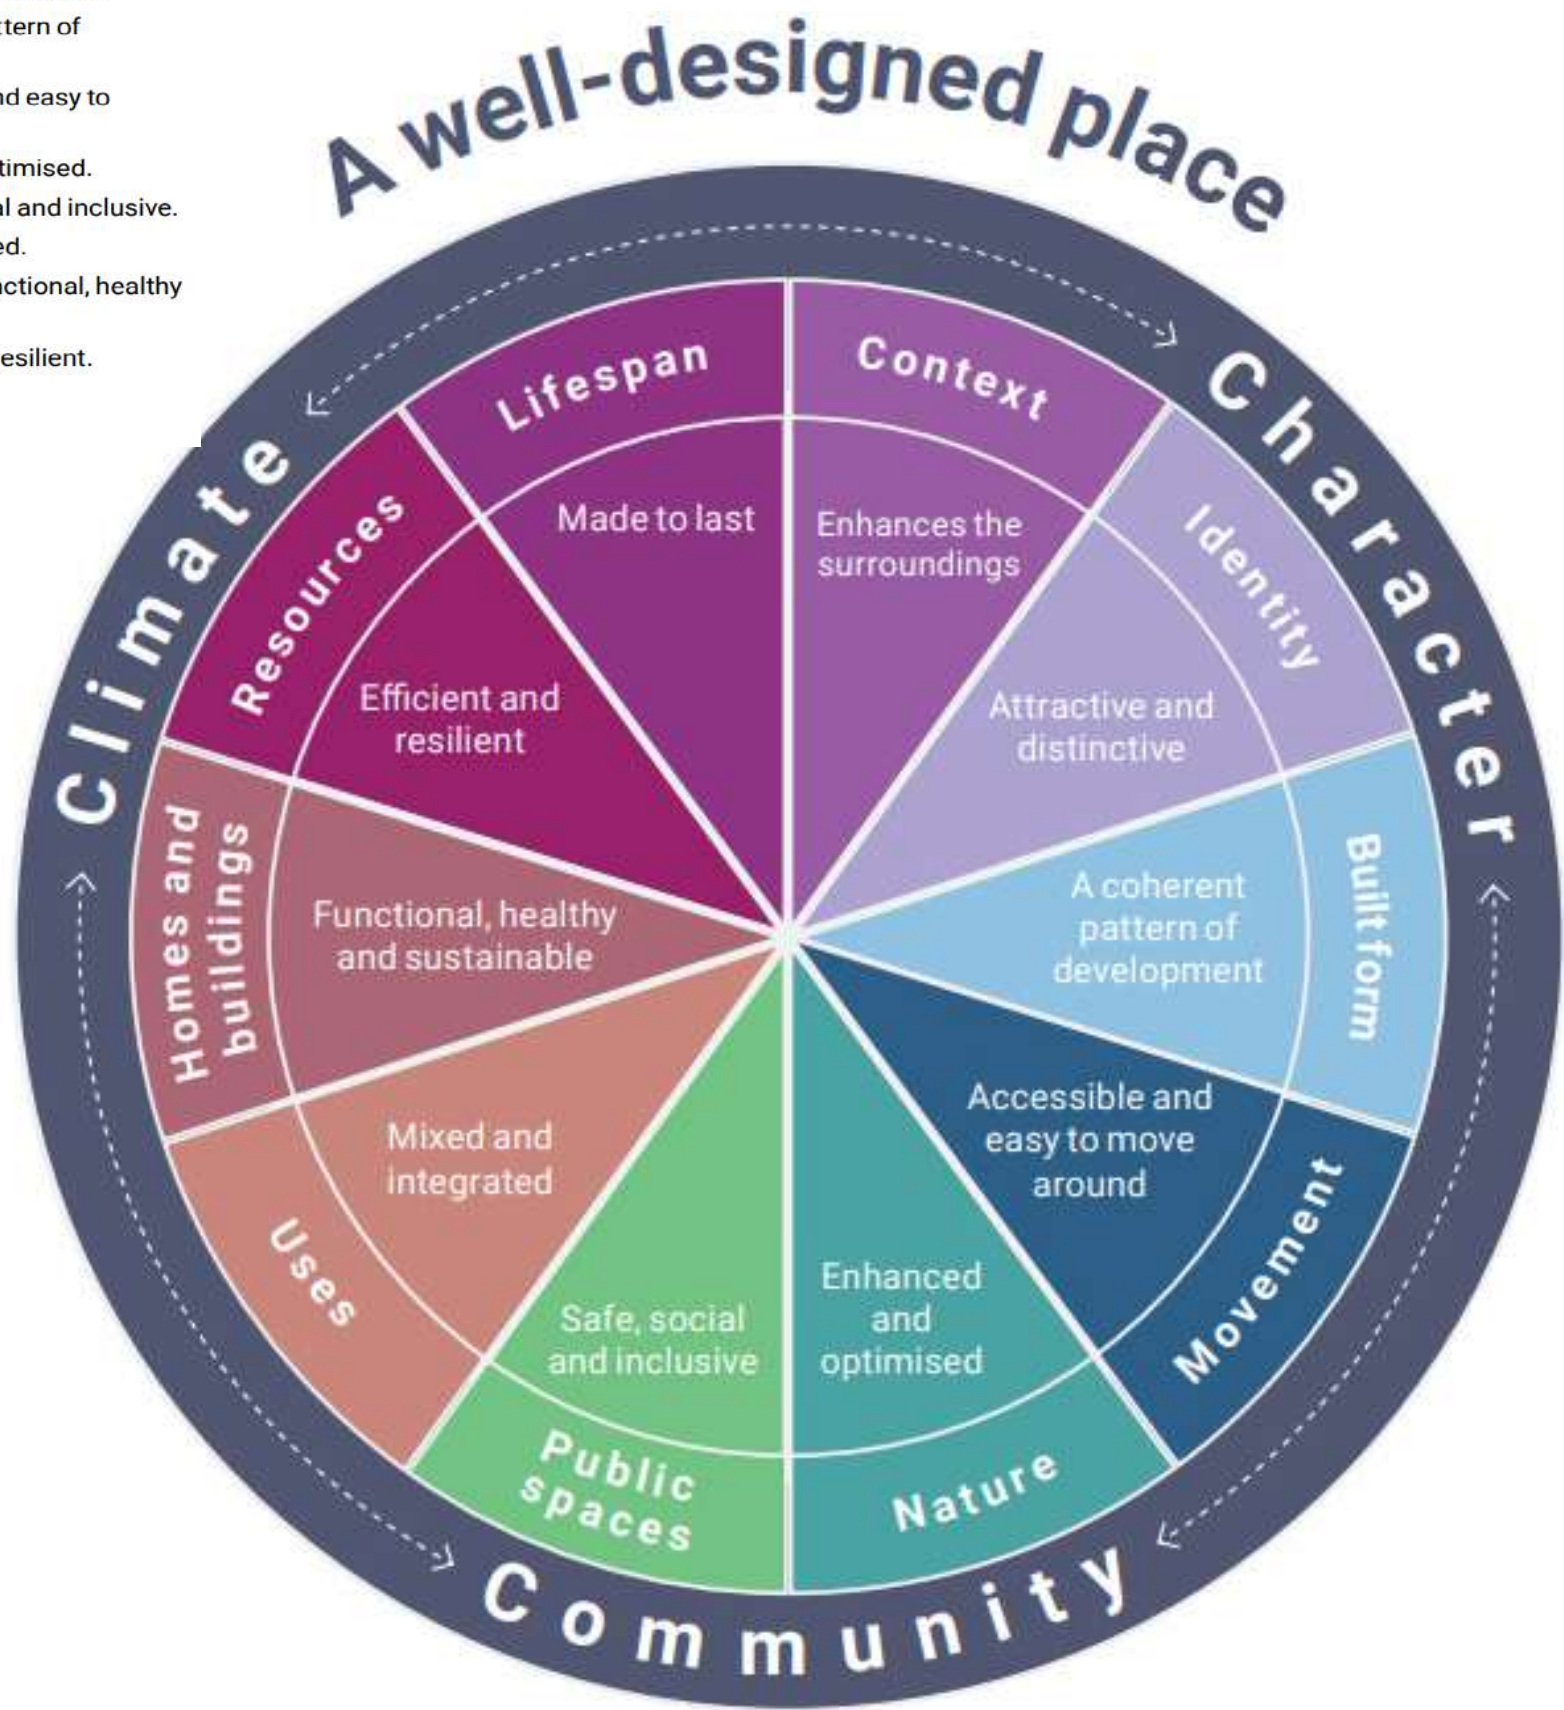 tern of
nd easy to
timised.
al and inclusive.
ed.
nctional, healthy
esilient.
A well-designed place
Climate
Character
Community
Lifespan
Made to last
Context
Enhances the
surroundings
Identity
Attractive and
distinctive
Built form
A coherent
pattern of
development
Movement
Accessible and
easy to move
around
Nature
Enhanced
and
optimised
Public
spaces
Safe, social
and inclusive
Uses
Mixed and
integrated
Homes and
buildings
Functional, healthy
and sustainable
Resources
Efficient and
resilient